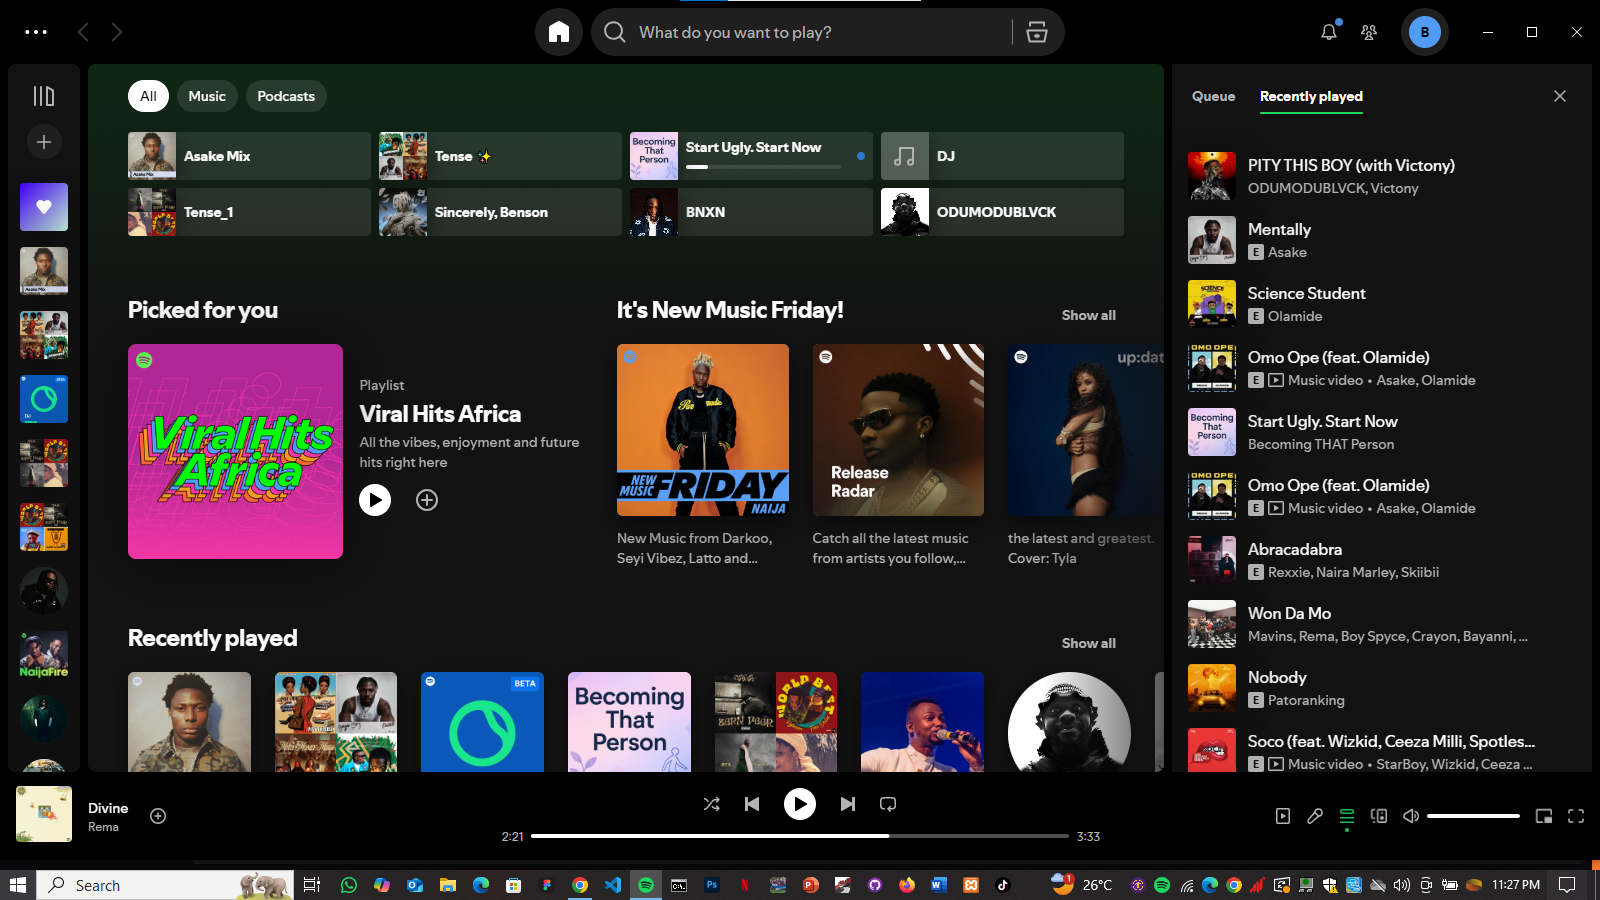 What do you want to play?
B
All
Music
Podcasts
Asake Mix
Tense ✨
Start Ugly. Start Now
DJ
Tense_1
Sincerely, Benson
BNXN
ODUMODUBLVCK
Picked for you
Viral Hits
Africa
Playlist
Viral Hits Africa
All the vibes, enjoyment and future
hits right here
It's New Music Friday!
Show all
NEW
MUSIC FRIDAY
NAIJA
New Music from Darkoo,
Seyi Vibez, Latto and...
Release
Radar
Catch all the latest music
from artists you follow,...
up:dat
the latest and greatest.
Cover: Tyla
Recently played
Show all
BETA
Becoming
That
Person
Queue
Recently played
PITY THIS BOY (with Victony)
ODUMODUBLVCK, Victony
Mentally
E Asake
Science Student
E Olamide
Omo Ope (feat. Olamide)
E Music video • Asake, Olamide
Becoming
That
Person
Start Ugly. Start Now
Becoming THAT Person
Omo Ope (feat. Olamide)
E Music video • Asake, Olamide
Abracadabra
E Rexxie, Naira Marley, Skiibii
Won Da Mo
Mavins, Rema, Boy Spyce, Crayon, Bayanni, ...
Nobody
E Patoranking
Soco (feat. Wizkid, Ceeza Milli, Spotles...
E Music video • StarBoy, Wizkid, Ceeza ...
NaijaFire
Divine
Rema
2:21
3:33
Search
1
26°C
11:27 PM